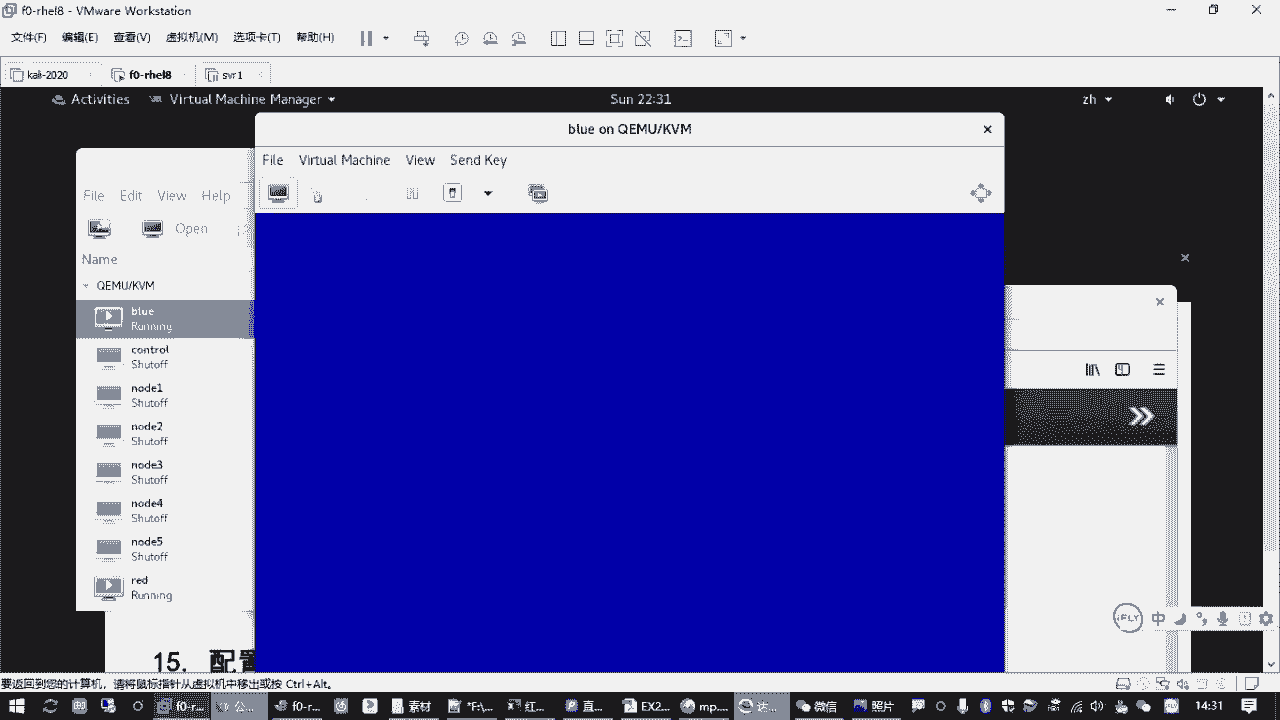 f0-rhel8 - VMware Workstation
文件(F) 编辑(E) 查看(V) 虚拟机(M) 选项卡(T) 帮助(H)
kali-2020 f0-rhel8 svr1
Activities Virtual Machine Manager Sun 22:31 zh
blue on QEMU/KVM
File Virtual Machine View Send Key
File Edit View Help
Open
Name
QEMU/KVM
blue
Running
control
Shutoff
node1
Shutoff
node2
Shutoff
node3
Shutoff
node4
Shutoff
node5
Shutoff
red
Running
iFLY 中
15. 配置
要返回到您的计算机，请将鼠标指针从虚拟机中移出或按 Ctrl+Alt。
f0-... 公... f0-r... 素材 *F\... 红... 直... EX2... mp... 达... 微信 照片 14:31